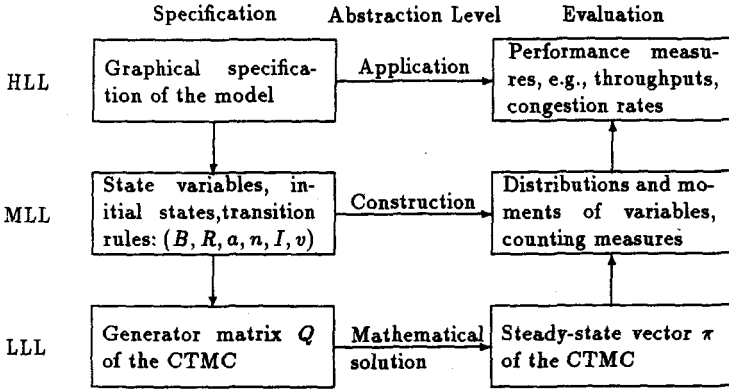 Specification Abstraction Level Evaluation
HLL
Graphical specifica-
tion of the model
Application
Performance measu-
res, e.g., throughputs,
congestion rates
MLL
State variables, in-
itial states,transition
rules: (B, R, a, n, I, v)
Construction
Distributions and mo-
ments of variables,
counting measures
LLL
Generator matrix Q
of the CTMC
Mathematical
solution
Steady-state vector π
of the CTMC